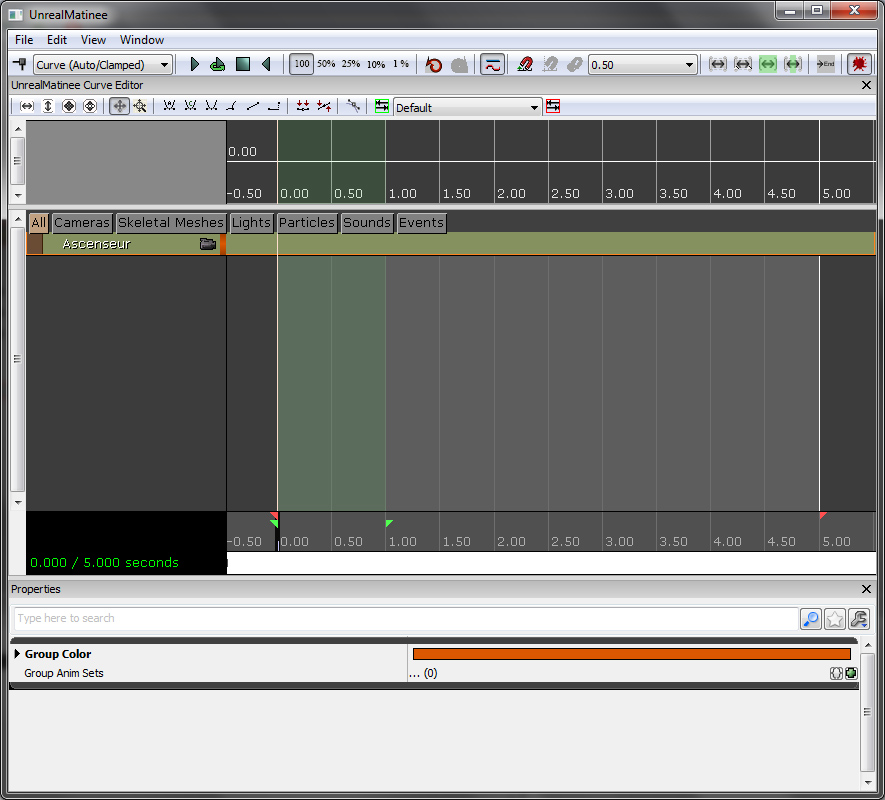 UnrealMatinee
File Edit View Window
Curve (Auto/Clamped) 100 50% 25% 10% 1 % 0.50 End
UnrealMatinee Curve Editor
Default
0.00
-0.50 0.00 0.50 1.00 1.50 2.00 2.50 3.00 3.50 4.00 4.50 5.00
All Cameras Skeletal Meshes Lights Particles Sounds Events
Ascenseur
-0.50 0.00 0.50 1.00 1.50 2.00 2.50 3.00 3.50 4.00 4.50 5.00
0.000 / 5.000 seconds
Properties
Type here to search
Group Color
Group Anim Sets ... (0)